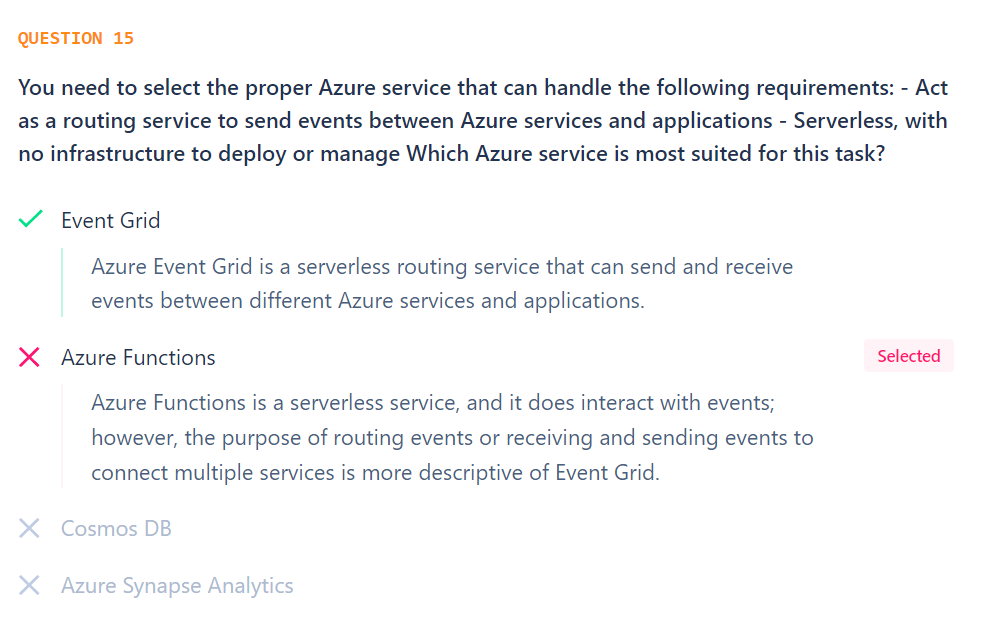 QUESTION 15
You need to select the proper Azure service that can handle the following requirements: - Act
as a routing service to send events between Azure services and applications - Serverless, with
no infrastructure to deploy or manage Which Azure service is most suited for this task?
Event Grid
Azure Event Grid is a serverless routing service that can send and receive
events between different Azure services and applications.
Azure Functions
Selected
Azure Functions is a serverless service, and it does interact with events;
however, the purpose of routing events or receiving and sending events to
connect multiple services is more descriptive of Event Grid.
Cosmos DB
Azure Synapse Analytics